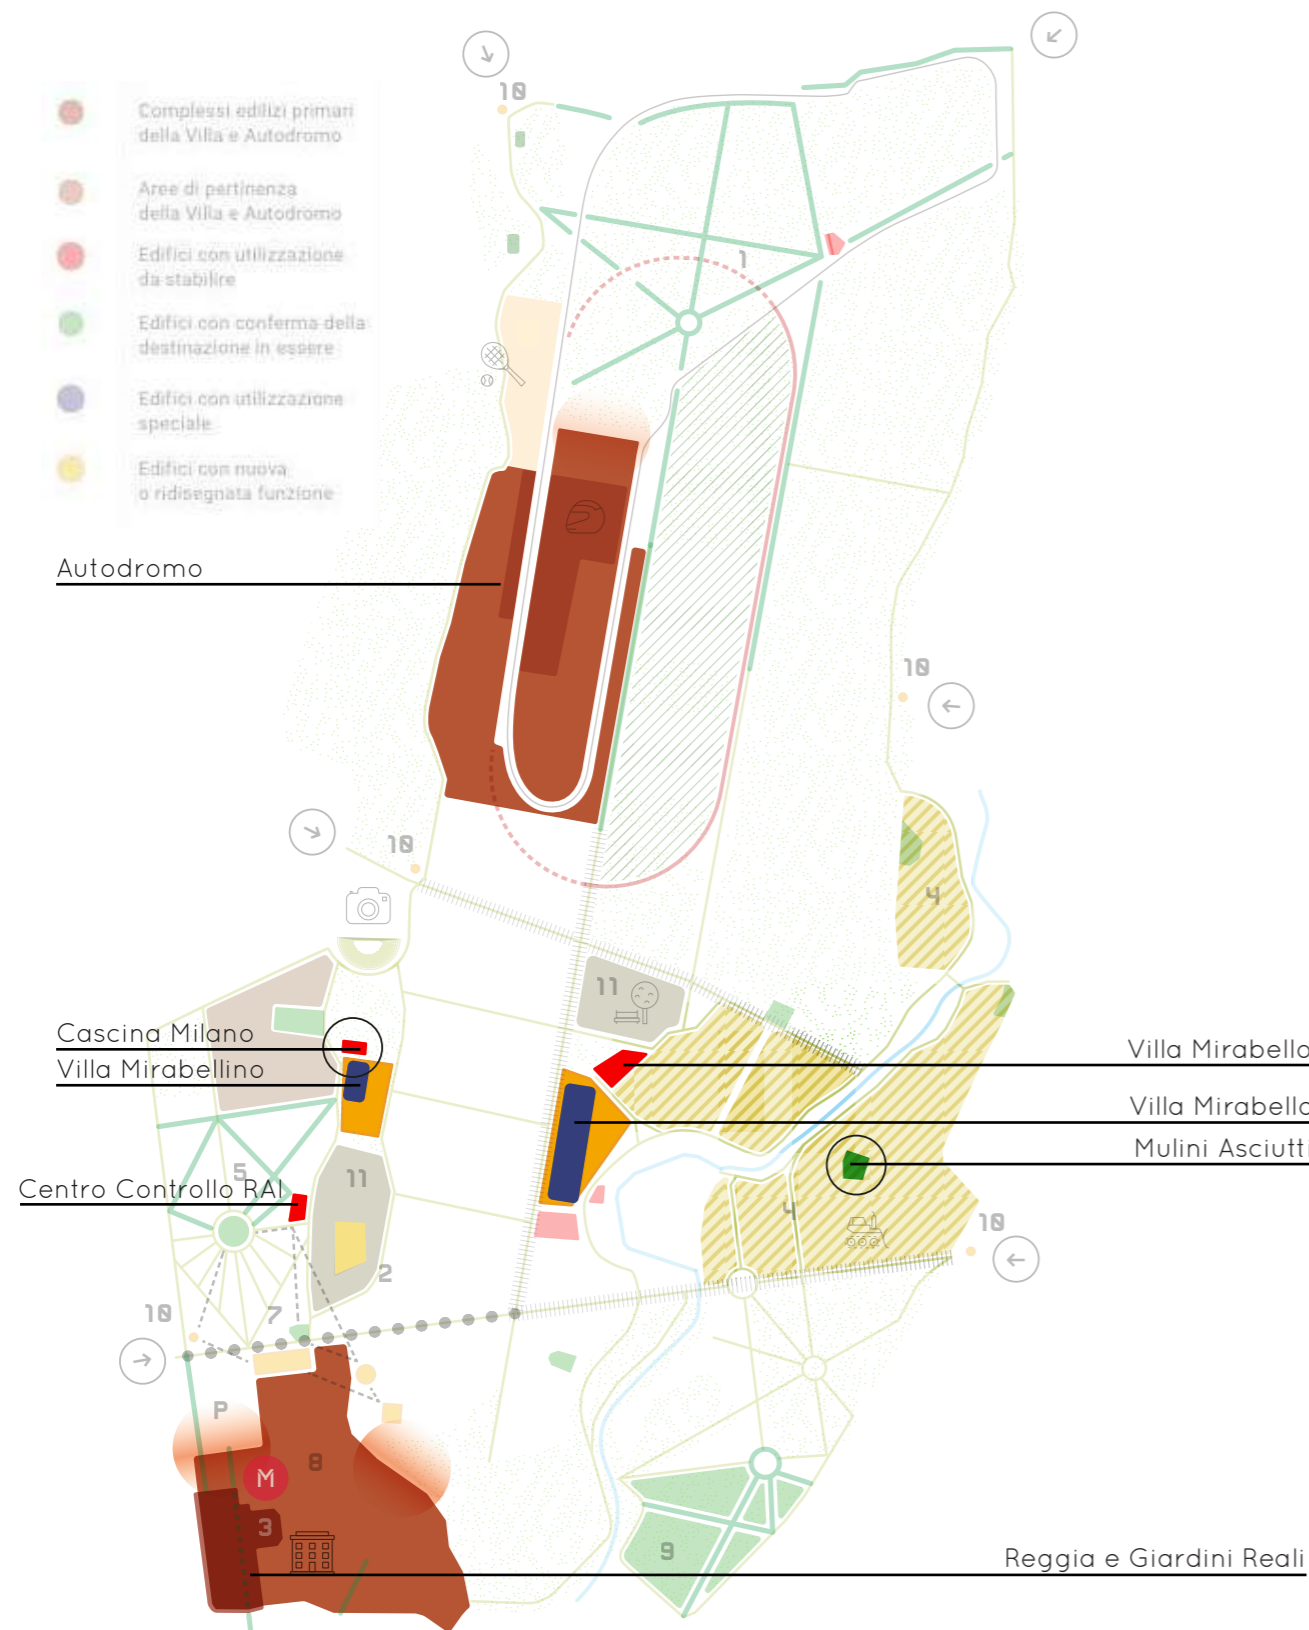 10
Complessi edilizi primari
della Villa e Autodromo
Aree di pertinenza
della Villa e Autodromo
Edifici con utilizzazione
da stabilire
Edifici con conferma della
destinazione in essere
Edifici con utilizzazione
speciale
Edifici con nuova
o ridisegnata funzione
1
Autodromo
10
10
4
11
Cascina Milano
Villa Mirabellino
Villa Mirabello
Villa Mirabello
Mulini Asciutti
5
11
Centro Controllo RAI
4
10
2
10
7
P
8
M
3
9
Reggia e Giardini Reali